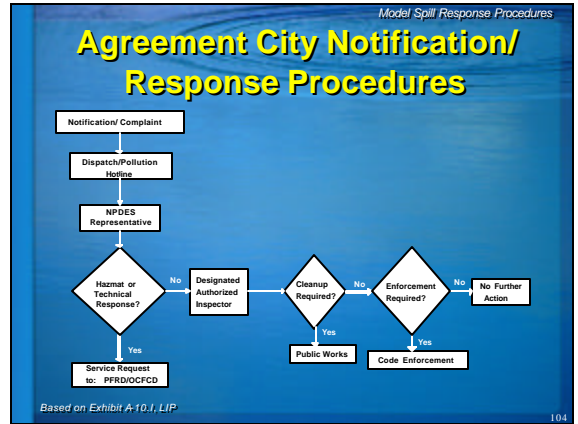 Model Spill Response Procedures
Agreement City Notification/
Response Procedures
Notification/ Complaint
Dispatch/Pollution
Hotline
NPDES
Representative
Hazmat or
Technical
Response?
No
Designated
Authorized
Inspector
Cleanup
Required?
No
Enforcement
Required?
No
No Further
Action
Yes
Service Request
to: PFRD/OCFCD
Yes
Public Works
Yes
Code Enforcement
Based on Exhibit A-10.I, LIP
104